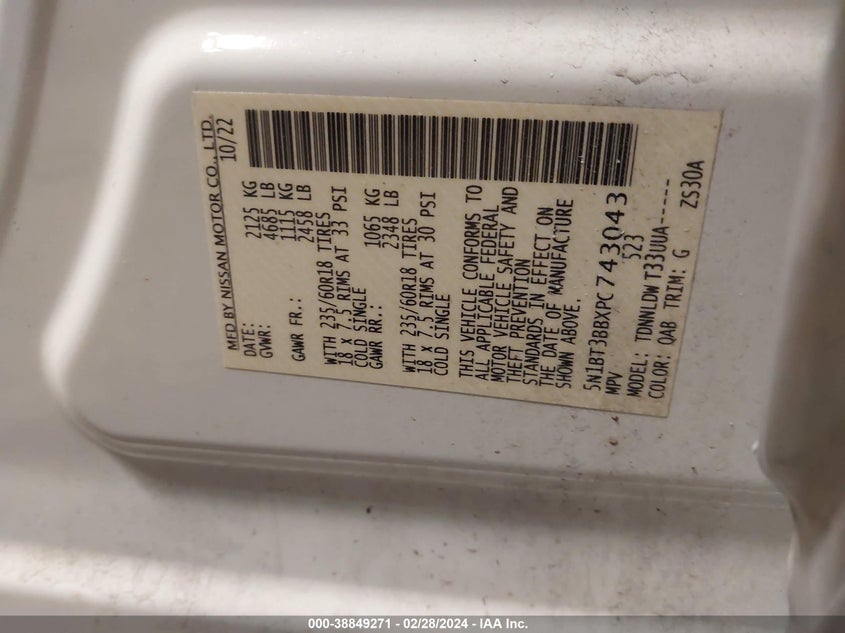 MFD BY NISSAN MOTOR CO., LTD.
DATE: 10/22
GVWR: 2125 KG
4685 LB
GAWR FR.: 1115 KG
2458 LB
WITH 235/60R18 TIRES
18 x 7.5 RIMS AT 33 PSI
COLD SINGLE
GAWR RR.: 1065 KG
2348 LB
WITH 235/60R18 TIRES
18 x 7.5 RIMS AT 30 PSI
COLD SINGLE
THIS VEHICLE CONFORMS TO
ALL APPLICABLE FEDERAL
MOTOR VEHICLE SAFETY AND
THEFT PREVENTION
STANDARDS IN EFFECT ON
THE DATE OF MANUFACTURE
SHOWN ABOVE.
5N1BT3BBXPC743043
MPV 523
MODEL: TDNNLDWT33UUA-----
COLOR: QAB TRIM: G ZS30A
000-38849271 - 02/28/2024 - IAA Inc.